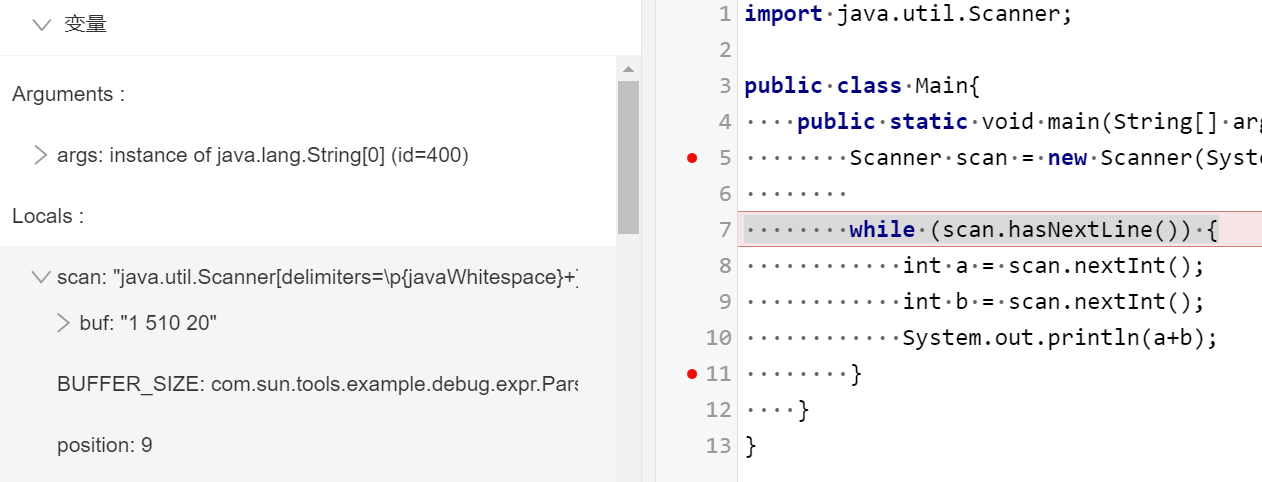 变量
Arguments :
args: instance of java.lang.String[0] (id=400)
Locals :
scan: "java.util.Scanner[delimiters=\p{javaWhitespace}+]
buf: "1 510 20"
BUFFER_SIZE: com.sun.tools.example.debug.expr.Pars
position: 9
1 import·java.util.Scanner;
2
3 public·class·Main{
4 ····public·static·void·main(String[]·arg
5 ········Scanner·scan·=·new·Scanner(Syste
6 ········
7 ········while·(scan.hasNextLine())·{
8 ············int·a·=·scan.nextInt();
9 ············int·b·=·scan.nextInt();
10 ············System.out.println(a+b);
11 ········}
12 ····}
13 }